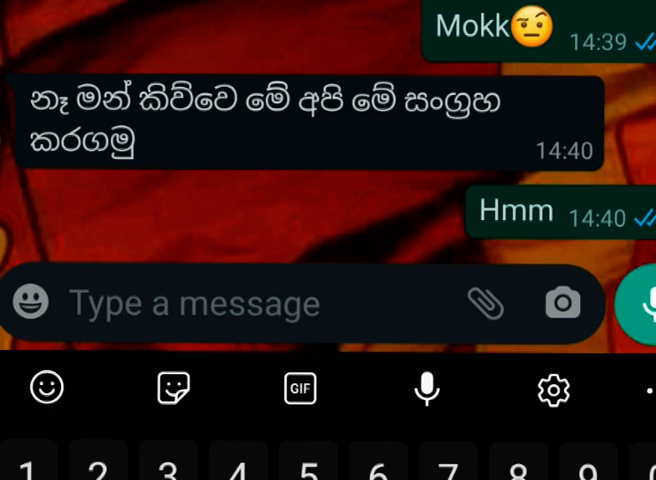 Mokk🤨 14:39
නෑ මන් කිව්වෙ මේ අපි මේ සංග්‍රහ
කරගමු
14:40
Hmm 14:40
Type a message
GIF
1 2 3 4 5 6 7 8 9 0